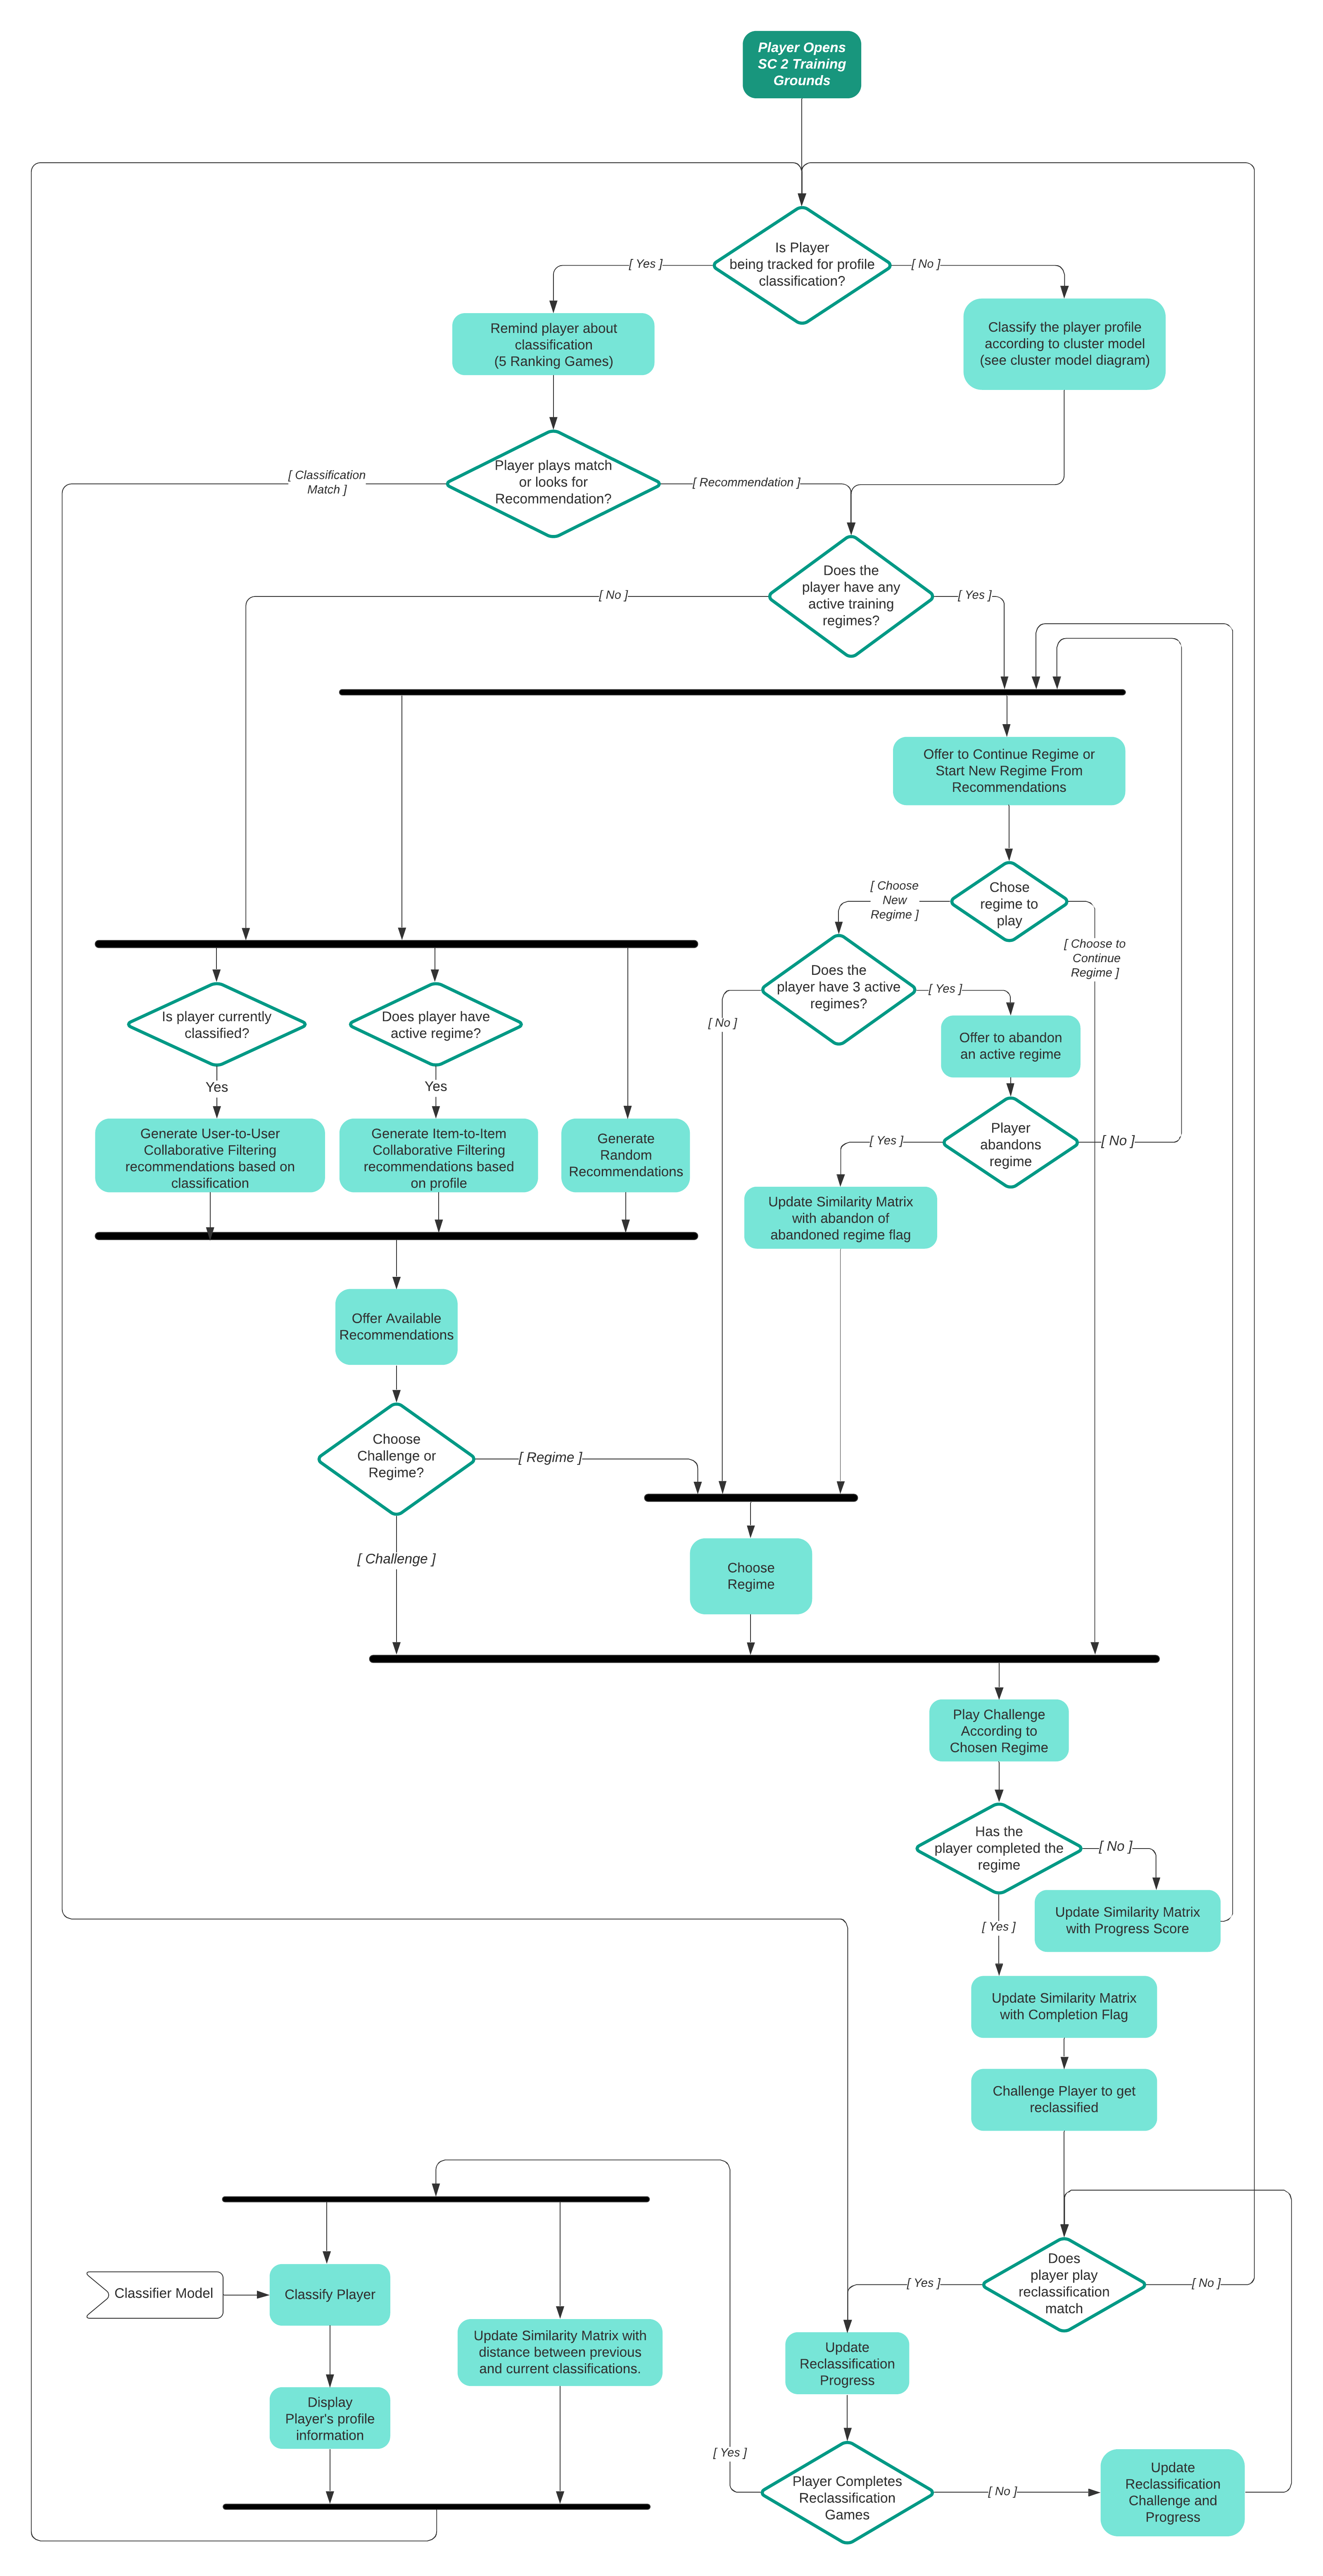 Player Opens
SC 2 Training
Grounds
Is Player
being tracked for profile
classification?
[ Yes ]
[ No ]
Remind player about
classification
(5 Ranking Games)
Classify the player profile
according to cluster model
(see cluster model diagram)
Player plays match
or looks for
Recommendation?
[ Classification
Match ]
[ Recommendation ]
Does the
player have any
active training
regimes?
[ No ]
[ Yes ]
Offer to Continue Regime or
Start New Regime From
Recommendations
Chose
regime to
play
[ Choose
New
Regime ]
[ Choose to
Continue
Regime ]
Does the
player have 3 active
regimes?
[ Yes ]
[ No ]
Is player currently
classified?
Does player have
active regime?
Offer to abandon
an active regime
Yes
Yes
Generate User-to-User
Collaborative Filtering
recommendations based on
classification
Generate Item-to-Item
Collaborative Filtering
recommendations based
on profile
Generate
Random
Recommendations
Player
abandons
regime
[ Yes ]
[ No ]
Update Similarity Matrix
with abandon of
abandoned regime flag
Offer Available
Recommendations
Choose
Challenge or
Regime?
[ Regime ]
[ Challenge ]
Choose
Regime
Play Challenge
According to
Chosen Regime
Has the
player completed the
regime
[ No ]
[ Yes ]
Update Similarity Matrix
with Progress Score
Update Similarity Matrix
with Completion Flag
Challenge Player to get
reclassified
Does
player play
reclassification
match
[ Yes ]
[ No ]
Classifier Model
Classify Player
Update Similarity Matrix with
distance between previous
and current classifications.
Update
Reclassification
Progress
Display
Player's profile
information
[ Yes ]
Player Completes
Reclassification
Games
[ No ]
Update
Reclassification
Challenge and
Progress